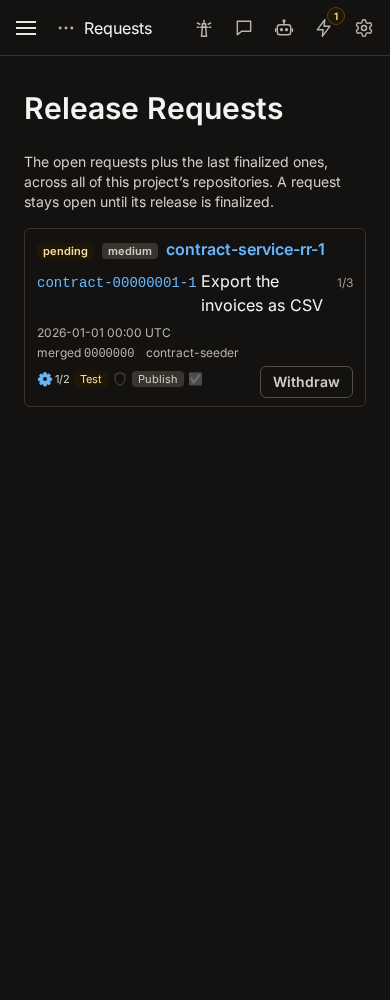 Requests
1
Release Requests
The open requests plus the last finalized ones,
across all of this project's repositories. A request
stays open until its release is finalized.
pending medium contract-service-rr-1
contract-00000001-1 Export the 1/3
invoices as CSV
2026-01-01 00:00 UTC
merged 0000000 contract-seeder
1/2 Test Publish
Withdraw